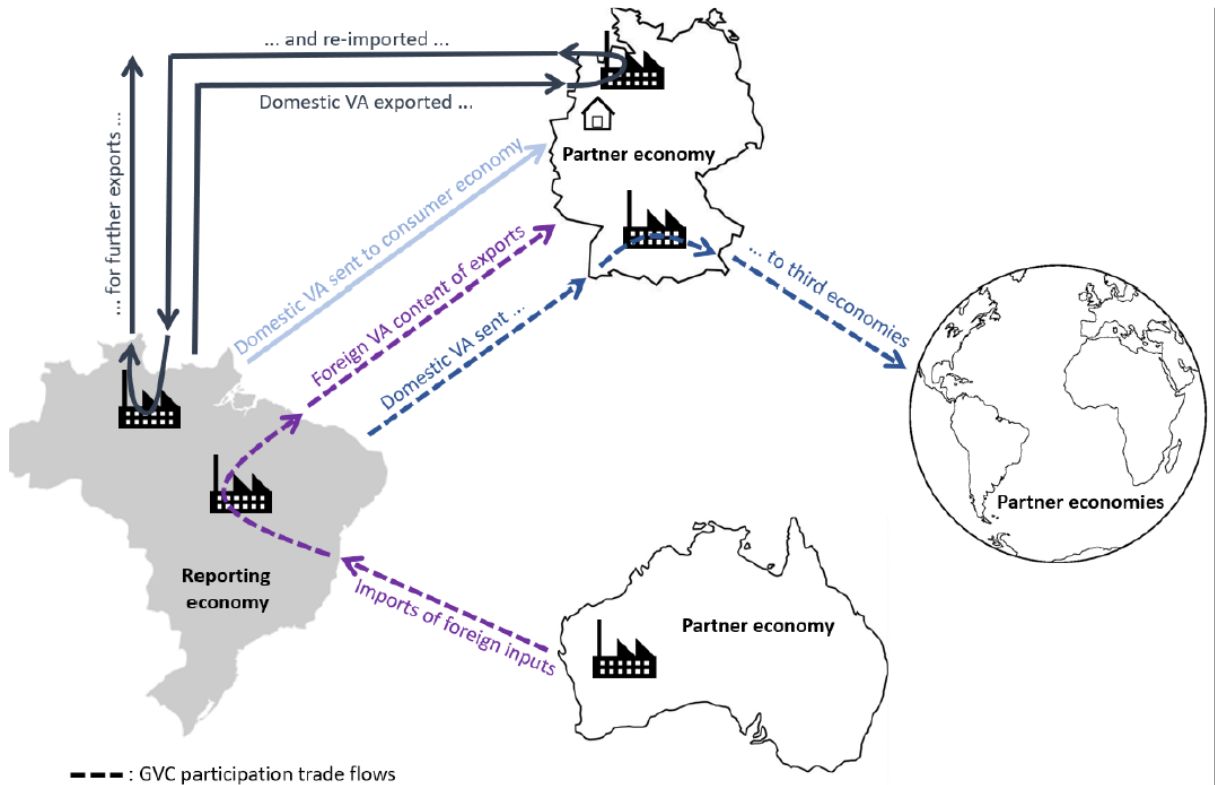 ... and re-imported ...
Domestic VA exported ...
... for further exports ...
Partner economy
Domestic VA sent to consumer economy
Foreign VA content of exports
Domestic VA sent ...
... to third economies
Partner economies
Reporting
economy
Imports of foreign inputs
Partner economy
: GVC participation trade flows